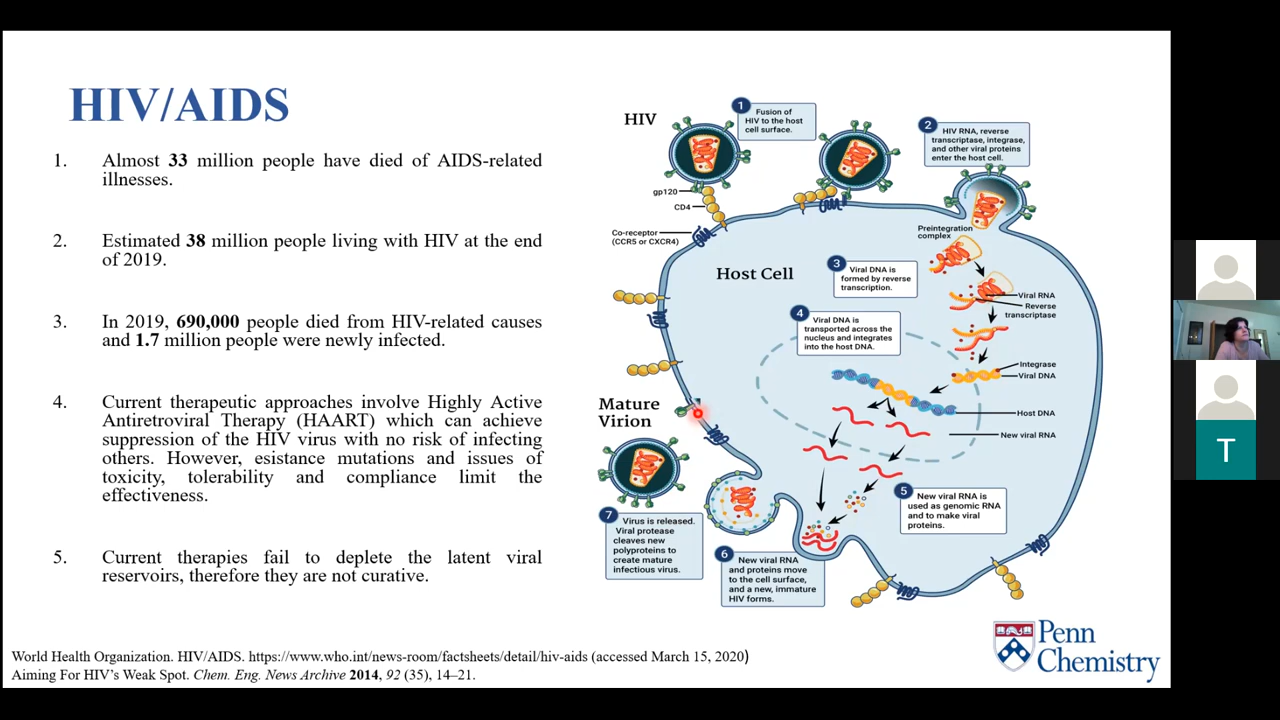 HIV/AIDS
1. Almost 33 million people have died of AIDS-related
illnesses.
2. Estimated 38 million people living with HIV at the end
of 2019.
3. In 2019, 690,000 people died from HIV-related causes
and 1.7 million people were newly infected.
4. Current therapeutic approaches involve Highly Active
Antiretroviral Therapy (HAART) which can achieve
suppression of the HIV virus with no risk of infecting
others. However, esistance mutations and issues of
toxicity, tolerability and compliance limit the
effectiveness.
5. Current therapies fail to deplete the latent viral
reservoirs, therefore they are not curative.
World Health Organization. HIV/AIDS. https://www.who.int/news-room/factsheets/detail/hiv-aids (accessed March 15, 2020)
Aiming For HIV's Weak Spot. Chem. Eng. News Archive 2014, 92 (35), 14–21.
HIV
1
Fusion of
HIV to the host
cell surface.
2
HIV RNA, reverse
transcriptase, integrase,
and other viral proteins
enter the host cell.
gp120
CD4
Co-receptor
(CCR5 or CXCR4)
Preintegration
complex
Host Cell
3
Viral DNA is
formed by reverse
transcription.
Viral RNA
Reverse
transcriptase
4
Viral DNA is
transported across the
nucleus and integrates
into the host DNA.
Integrase
Viral DNA
Host DNA
New viral RNA
Mature
Virion
5
New viral RNA is
used as genomic RNA
and to make viral
proteins.
6
New viral RNA
and proteins move
to the cell surface,
and a new, immature
HIV forms.
7
Virus is released.
Viral protease
cleaves new
polyproteins to
create mature
infectious virus.
Penn
Chemistry
T